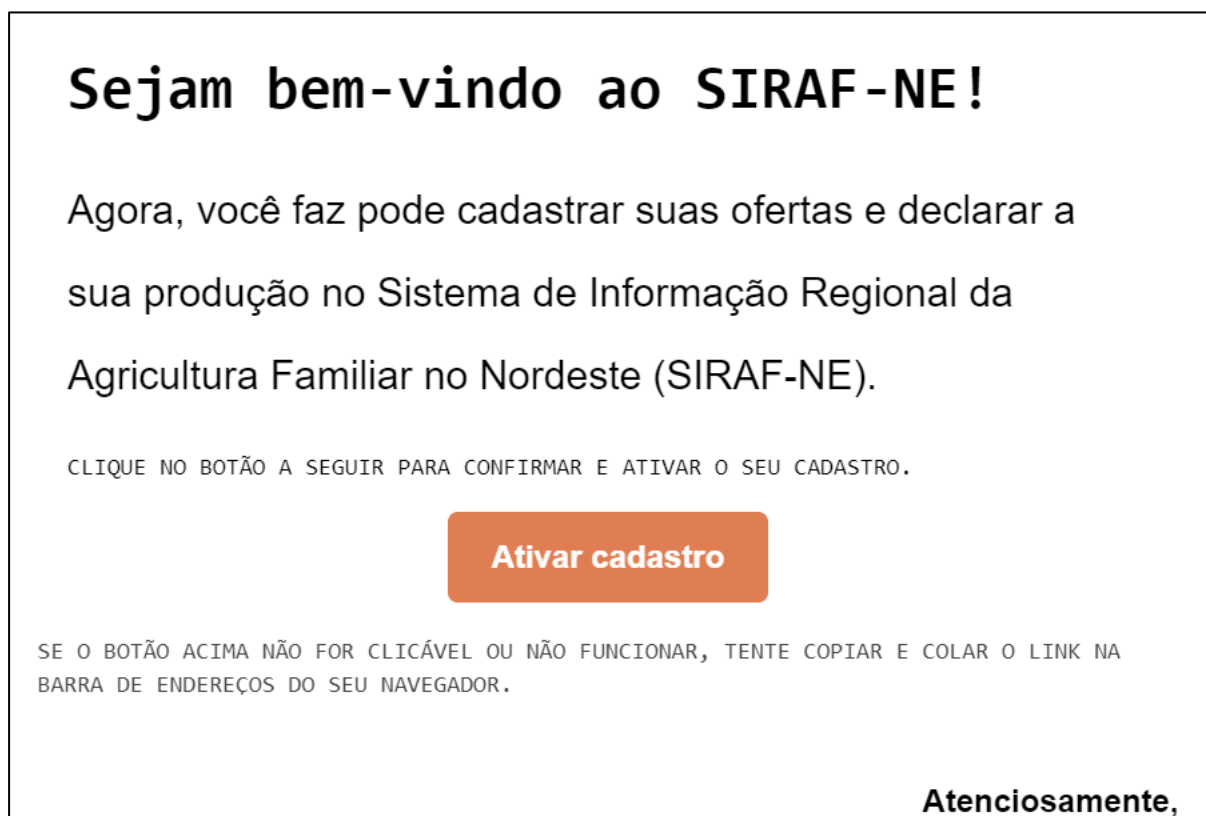 Sejam bem-vindo ao SIRAF-NE!
Agora, você faz pode cadastrar suas ofertas e declarar a
sua produção no Sistema de Informação Regional da
Agricultura Familiar no Nordeste (SIRAF-NE).
CLIQUE NO BOTÃO A SEGUIR PARA CONFIRMAR E ATIVAR O SEU CADASTRO.
Ativar cadastro
SE O BOTÃO ACIMA NÃO FOR CLICÁVEL OU NÃO FUNCIONAR, TENTE COPIAR E COLAR O LINK NA
BARRA DE ENDEREÇOS DO SEU NAVEGADOR.
Atenciosamente,